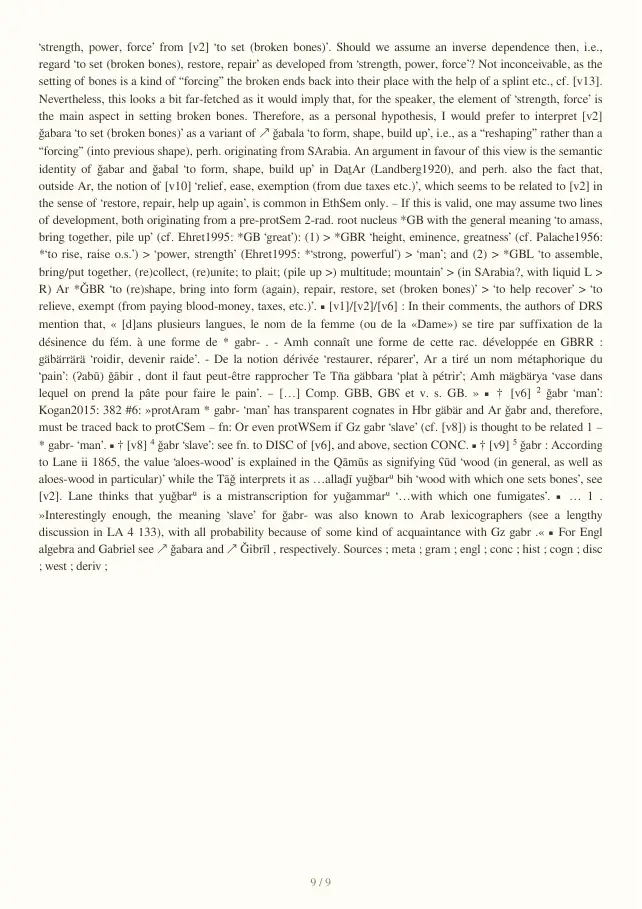 ‘strength, power, force’ from [v2] ‘to set (broken bones)’. Should we assume an inverse dependence then, i.e.,
regard ‘to set (broken bones), restore, repair’ as developed from ‘strength, power, force’? Not inconceivable, as the
setting of bones is a kind of “forcing” the broken ends back into their place with the help of a splint etc., cf. [v13].
Nevertheless, this looks a bit far-fetched as it would imply that, for the speaker, the element of ‘strength, force’ is
the main aspect in setting broken bones. Therefore, as a personal hypothesis, I would prefer to interpret [v2]
ǧabara ‘to set (broken bones)’ as a variant of ↗ ǧabala ‘to form, shape, build up’, i.e., as a “reshaping” rather than a
“forcing” (into previous shape), perh. originating from SArabia. An argument in favour of this view is the semantic
identity of ǧabar and ǧabal ‘to form, shape, build up’ in DaṯAr (Landberg1920), and perh. also the fact that,
outside Ar, the notion of [v10] ‘relief, ease, exemption (from due taxes etc.)’, which seems to be related to [v2] in
the sense of ‘restore, repair, help up again’, is common in EthSem only. – If this is valid, one may assume two lines
of development, both originating from a pre-protSem 2-rad. root nucleus *GB with the general meaning ‘to amass,
bring together, pile up’ (cf. Ehret1995: *GB ‘great’): (1) > *GBR ‘height, eminence, greatness’ (cf. Palache1956:
*‘to rise, raise o.s.’) > ‘power, strength’ (Ehret1995: *‘strong, powerful’) > ‘man’; and (2) > *GBL ‘to assemble,
bring/put together, (re)collect, (re)unite; to plait; (pile up >) multitude; mountain’ > (in SArabia?, with liquid L >
R) Ar *ǦBR ‘to (re)shape, bring into form (again), repair, restore, set (broken bones)’ > ‘to help recover’ > ‘to
relieve, exempt (from paying blood-money, taxes, etc.)’. ▪ [v1]/[v2]/[v6] : In their comments, the authors of DRS
mention that, « [d]ans plusieurs langues, le nom de la femme (ou de la «Dame») se tire par suffixation de la
désinence du fém. à une forme de * gabr- . - Amh connaît une forme de cette rac. développée en GBRR :
gäbärrärä ‘roidir, devenir raide’. - De la notion dérivée ‘restaurer, réparer’, Ar a tiré un nom métaphorique du
‘pain’: (ʔabū) ǧābir , dont il faut peut-être rapprocher Te Tña gäbbara ‘plat à pétrir’; Amh mägbärya ‘vase dans
lequel on prend la pâte pour faire le pain’. – […] Comp. GBB, GBʕ et v. s. GB. » ▪ † [v6] ² ǧabr ‘man’:
Kogan2015: 382 #6: »protAram * gabr- ‘man’ has transparent cognates in Hbr gäbär and Ar ǧabr and, therefore,
must be traced back to protCSem – fn: Or even protWSem if Gz gabr ‘slave’ (cf. [v8]) is thought to be related 1 –
* gabr- ‘man’. ▪ † [v8] ⁴ ǧabr ‘slave’: see fn. to DISC of [v6], and above, section CONC. ▪ † [v9] ⁵ ǧabr : According
to Lane ii 1865, the value ‘aloes-wood’ is explained in the Qāmūs as signifying ʕūd ‘wood (in general, as well as
aloes-wood in particular)’ while the Tāǧ interprets it as …allaḏī yuǧbarᵘ bih ‘wood with which one sets bones’, see
[v2]. Lane thinks that yuǧbarᵘ is a mistranscription for yuǧammarᵘ ‘…with which one fumigates’. ▪ … 1 .
»Interestingly enough, the meaning ‘slave’ for ǧabr- was also known to Arab lexicographers (see a lengthy
discussion in LA 4 133), with all probability because of some kind of acquaintance with Gz gabr .« ▪ For Engl
algebra and Gabriel see ↗ ǧabara and ↗ Ǧibrīl , respectively. Sources ; meta ; gram ; engl ; conc ; hist ; cogn ; disc
; west ; deriv ;
9 / 9